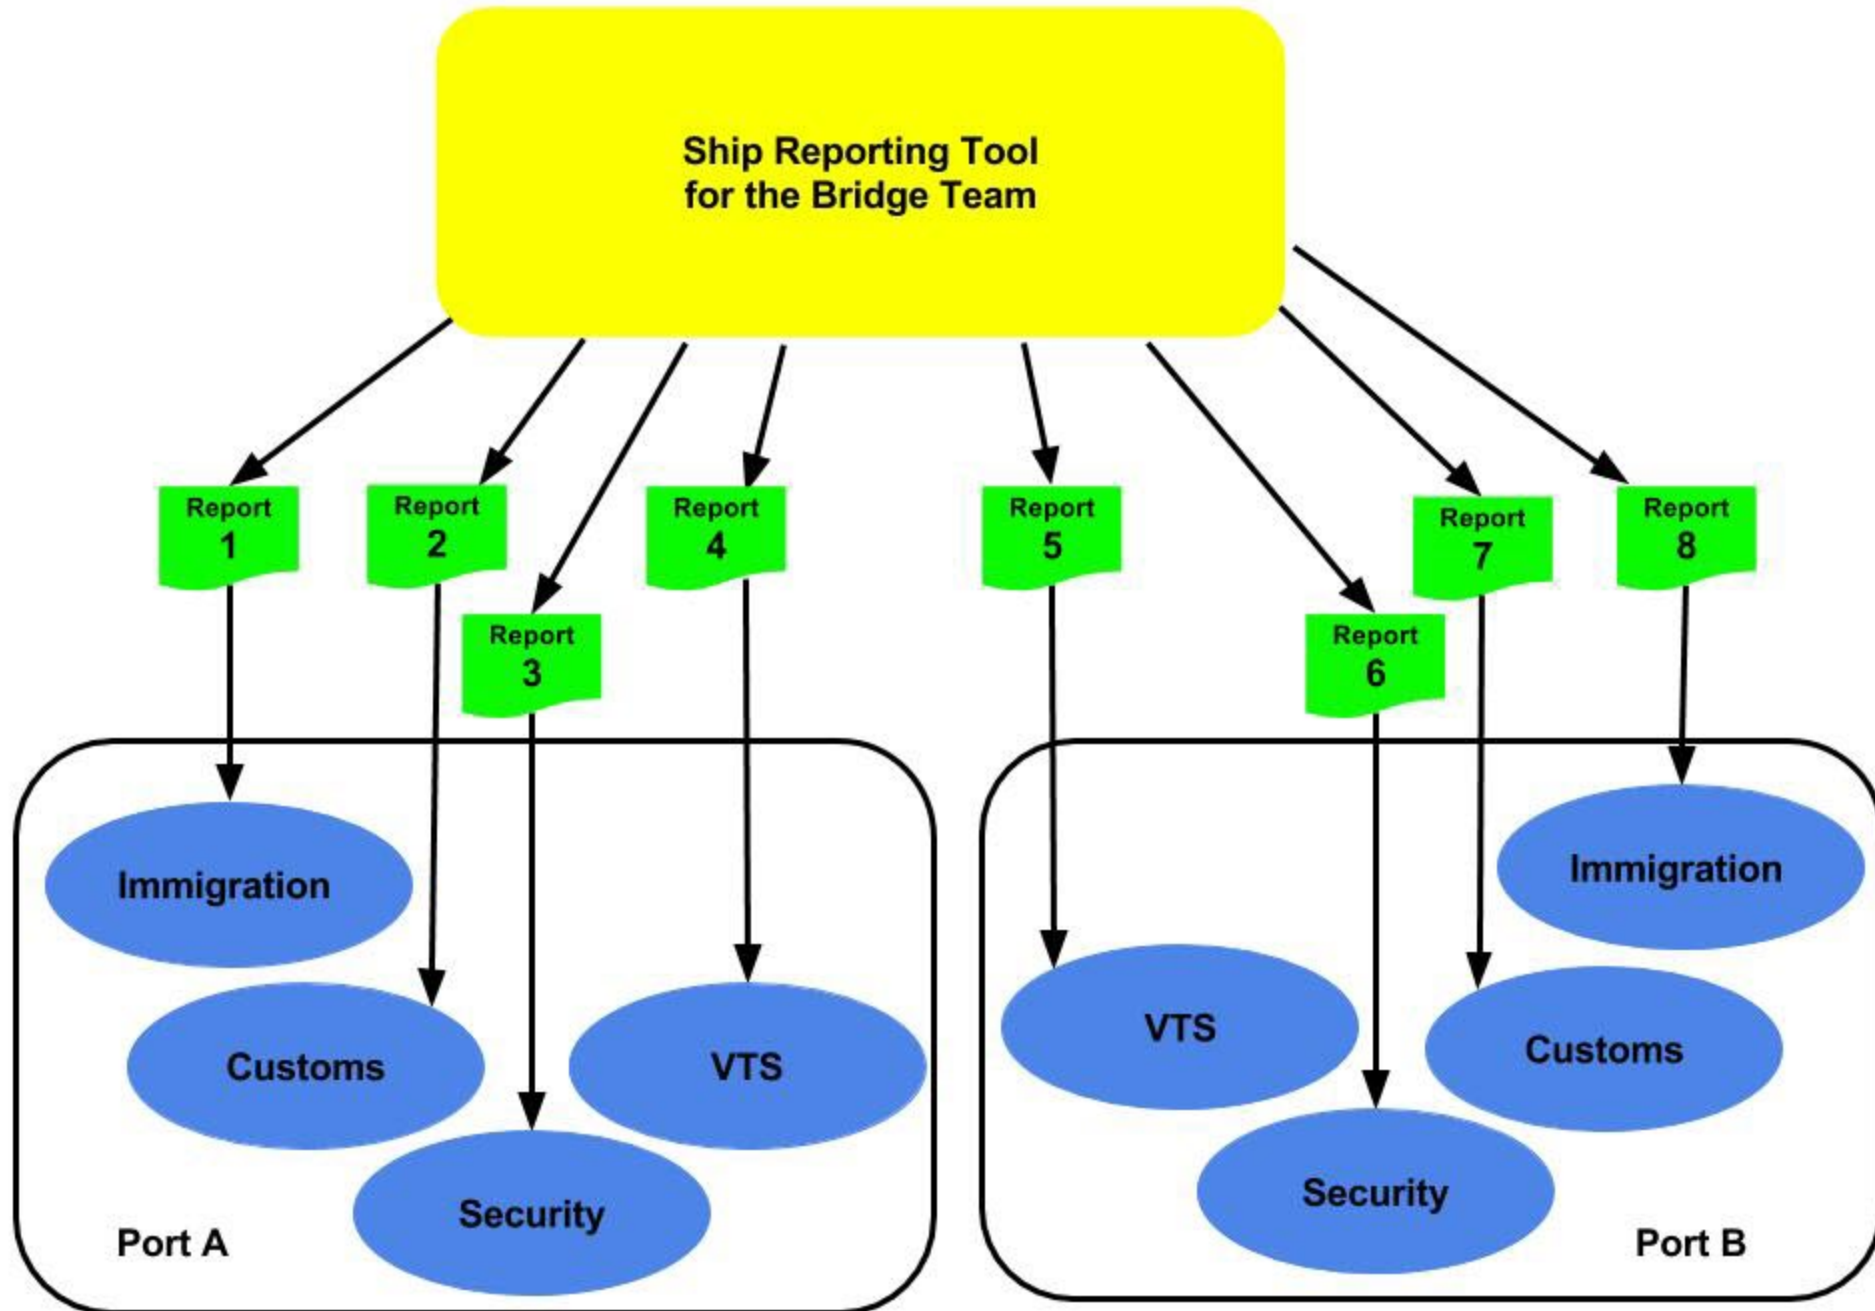 Ship Reporting Tool
for the Bridge Team
Report
1
Report
2
Report
3
Report
4
Report
5
Report
6
Report
7
Report
8
Immigration
Customs
Security
VTS
Port A
VTS
Security
Customs
Immigration
Port B